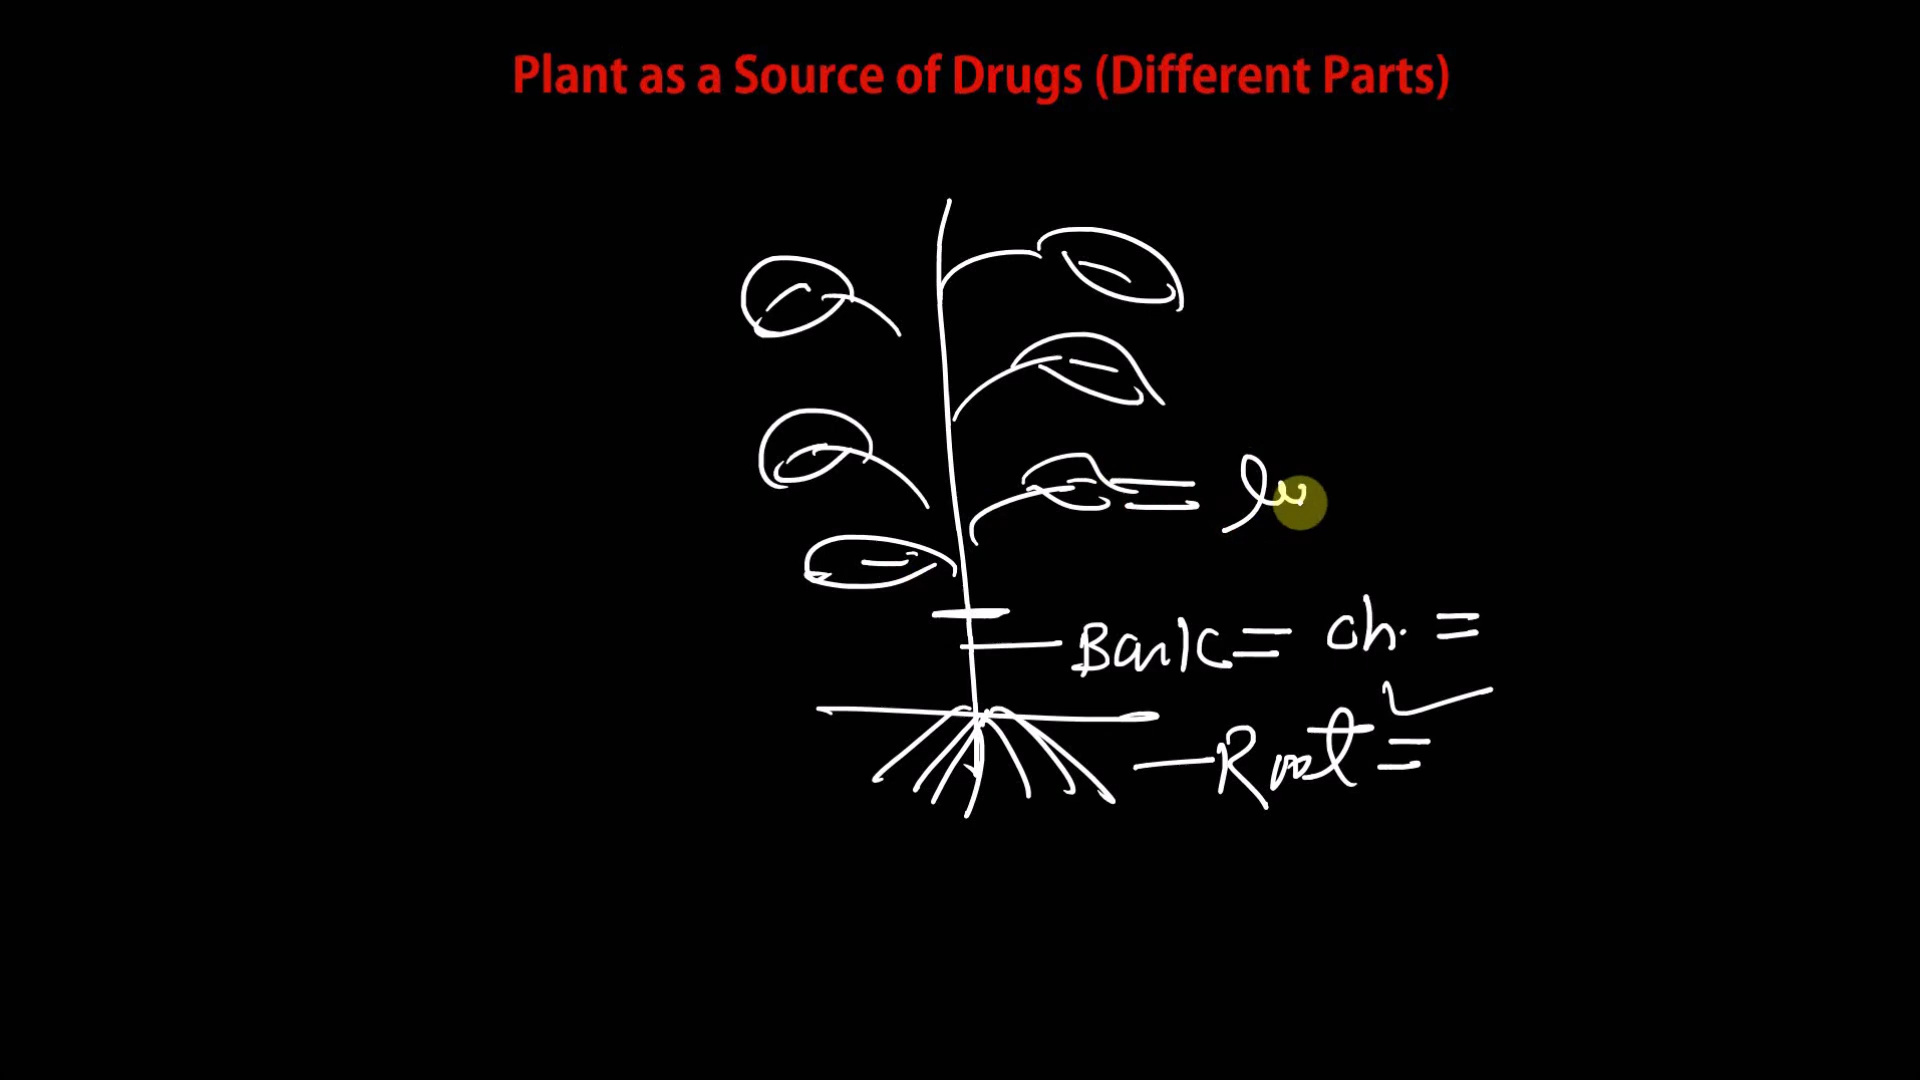 Plant as a Source of Drugs (Different Parts)
Bark = ch. =
Root =